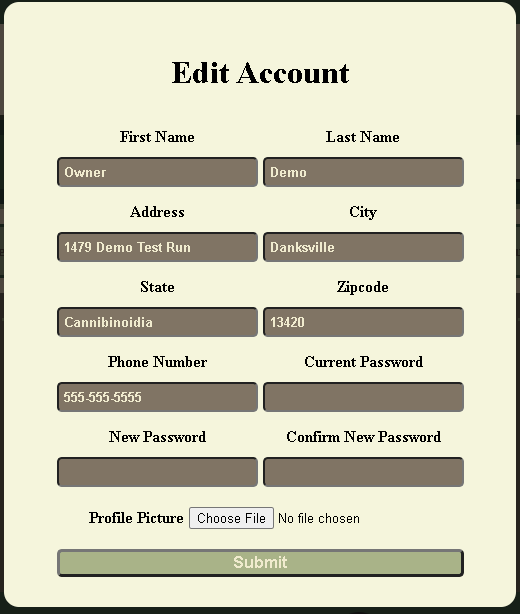 Edit Account
First Name Last Name
Owner Demo
Address City
1479 Demo Test Run Danksville
State Zipcode
Cannibinoidia 13420
Phone Number Current Password
555-555-5555
New Password Confirm New Password
Profile Picture Choose File No file chosen
Submit